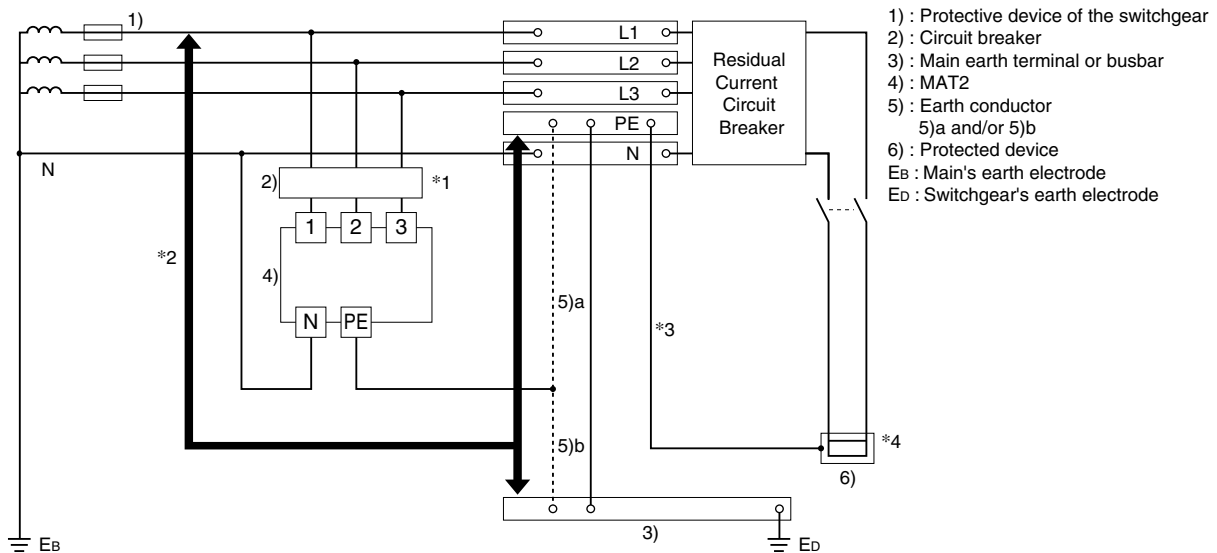 1)
L1
L2
L3
PE
N
N
Residual
Current
Circuit
Breaker
2)
*1
1 2 3
*2
4)
N PE
5)a
*3
5)b
*4
6)
3)
EB
ED
1) : Protective device of the switchgear
2) : Circuit breaker
3) : Main earth terminal or busbar
4) : MAT2
5) : Earth conductor
5)a and/or 5)b
6) : Protected device
EB : Main's earth electrode
ED : Switchgear's earth electrode